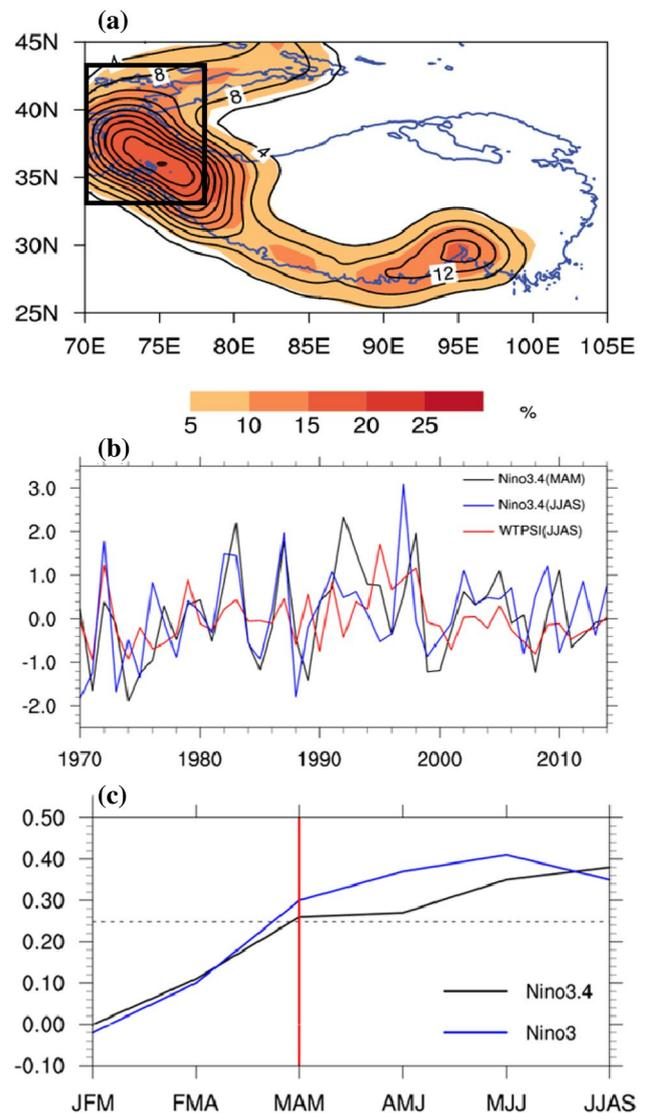 (a)
45N
40N
35N
30N
25N
4
8
8
4
12
70E 75E 80E 85E 90E 95E 100E 105E
5 10 15 20 25 %
(b)
3.0
2.0
1.0
0.0
-1.0
-2.0
Nino3.4(MAM)
Nino3.4(JJAS)
WTPSI(JJAS)
1970 1980 1990 2000 2010
(c)
0.50
0.40
0.30
0.20
0.10
0.00
-0.10
Nino3.4
Nino3
JFM FMA MAM AMJ MJJ JJAS